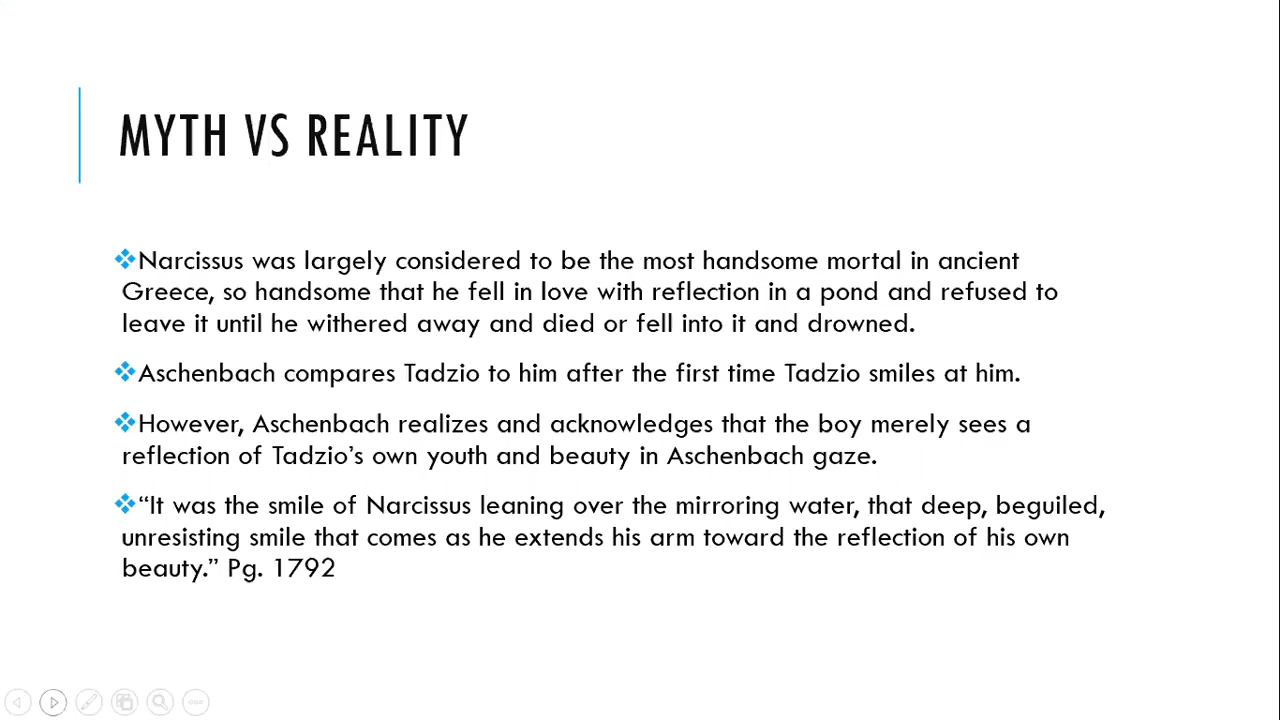 MYTH VS REALITY
❖Narcissus was largely considered to be the most handsome mortal in ancient
Greece, so handsome that he fell in love with reflection in a pond and refused to
leave it until he withered away and died or fell into it and drowned.
❖Aschenbach compares Tadzio to him after the first time Tadzio smiles at him.
❖However, Aschenbach realizes and acknowledges that the boy merely sees a
reflection of Tadzio’s own youth and beauty in Aschenbach gaze.
❖“It was the smile of Narcissus leaning over the mirroring water, that deep, beguiled,
unresisting smile that comes as he extends his arm toward the reflection of his own
beauty.” Pg. 1792